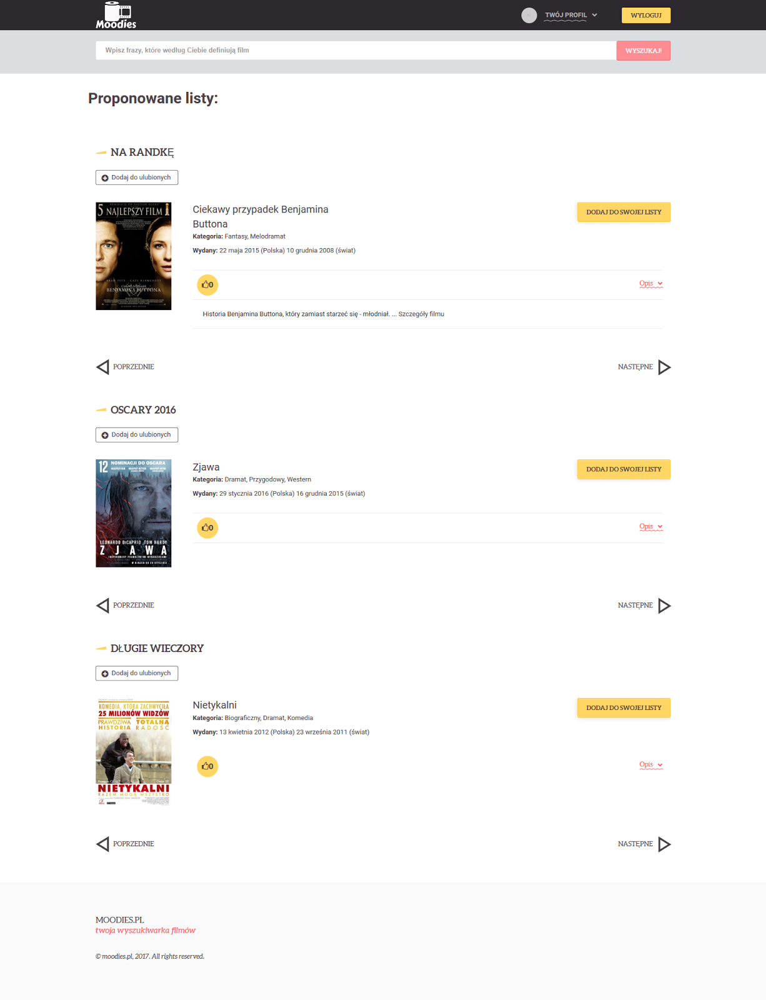 Moodies
TWÓJ PROFIL
WYLOGUJ
Wpisz frazy, które według Ciebie definiują film
WYSZUKAJ!
Proponowane listy:
NA RANDKĘ
Dodaj do ulubionych
5 NAJLEPSZY FILM
BRAD PITT CATE BLANCHETT
BENJAMINA BUTTONA
Ciekawy przypadek Benjamina
Buttona
DODAJ DO SWOJEJ LISTY
Kategoria: Fantasy, Melodramat
Wydany: 22 maja 2015 (Polska) 10 grudnia 2008 (świat)
0
Opis
Historia Benjamina Buttona, który zamiast starzeć się - młodniał. ... Szczegóły filmu
POPRZEDNIE
NASTĘPNE
OSCARY 2016
Dodaj do ulubionych
12 NOMINACJI DO OSCARA
LEONARDO DiCAPRIO TOM HARDY
ZJAWA
Zjawa
DODAJ DO SWOJEJ LISTY
Kategoria: Dramat, Przygodowy, Western
Wydany: 29 stycznia 2016 (Polska) 16 grudnia 2015 (świat)
0
Opis
POPRZEDNIE
NASTĘPNE
DŁUGIE WIECZORY
Dodaj do ulubionych
KOMEDIA, KTÓRA ZACHWYCIŁA
25 MILIONÓW WIDZÓW
PRAWDZIWA TOTALNA
HISTORIA RADOŚĆ
NIETYKALNI
RAZEM MOGĄ WSZYSTKO
Nietykalni
DODAJ DO SWOJEJ LISTY
Kategoria: Biograficzny, Dramat, Komedia
Wydany: 13 kwietnia 2012 (Polska) 23 września 2011 (świat)
0
Opis
POPRZEDNIE
NASTĘPNE
MOODIES.PL
twoja wyszukiwarka filmów
© moodies.pl, 2017. All rights reserved.